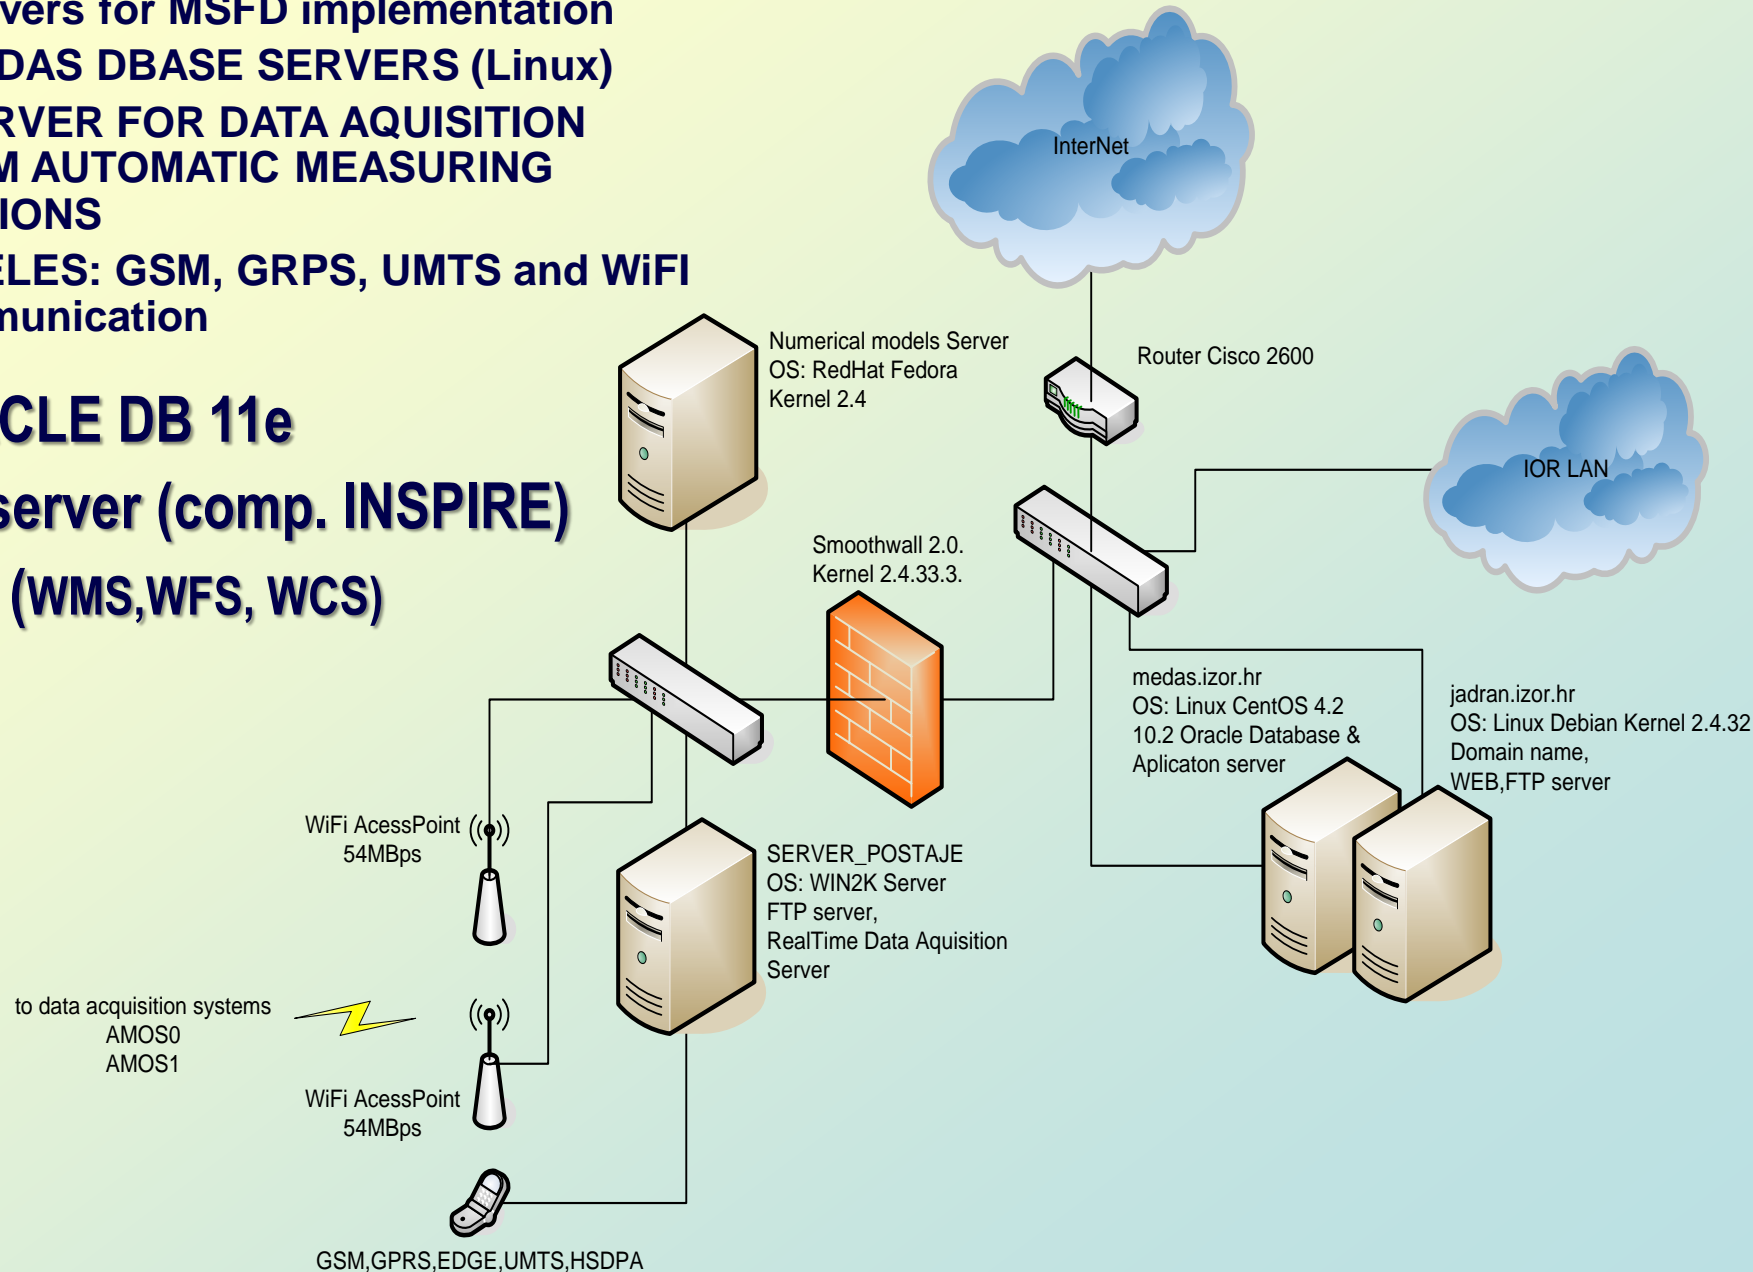 vers for MSFD implementation
DAS DBASE SERVERS (Linux)
RVER FOR DATA AQUISITION
M AUTOMATIC MEASURING
IONS
ELES: GSM, GRPS, UMTS and WiFI
munication
CLE DB 11e
server (comp. INSPIRE)
(WMS,WFS, WCS)
InterNet
Router Cisco 2600
IOR LAN
Numerical models Server
OS: RedHat Fedora
Kernel 2.4
Smoothwall 2.0.
Kernel 2.4.33.3.
medas.izor.hr
OS: Linux CentOS 4.2
10.2 Oracle Database &
Aplicaton server
jadran.izor.hr
OS: Linux Debian Kernel 2.4.32
Domain name,
WEB,FTP server
WiFi AcessPoint
54MBps
SERVER_POSTAJE
OS: WIN2K Server
FTP server,
RealTime Data Aquisition
Server
to data acquisition systems
AMOS0
AMOS1
WiFi AcessPoint
54MBps
GSM,GPRS,EDGE,UMTS,HSDPA